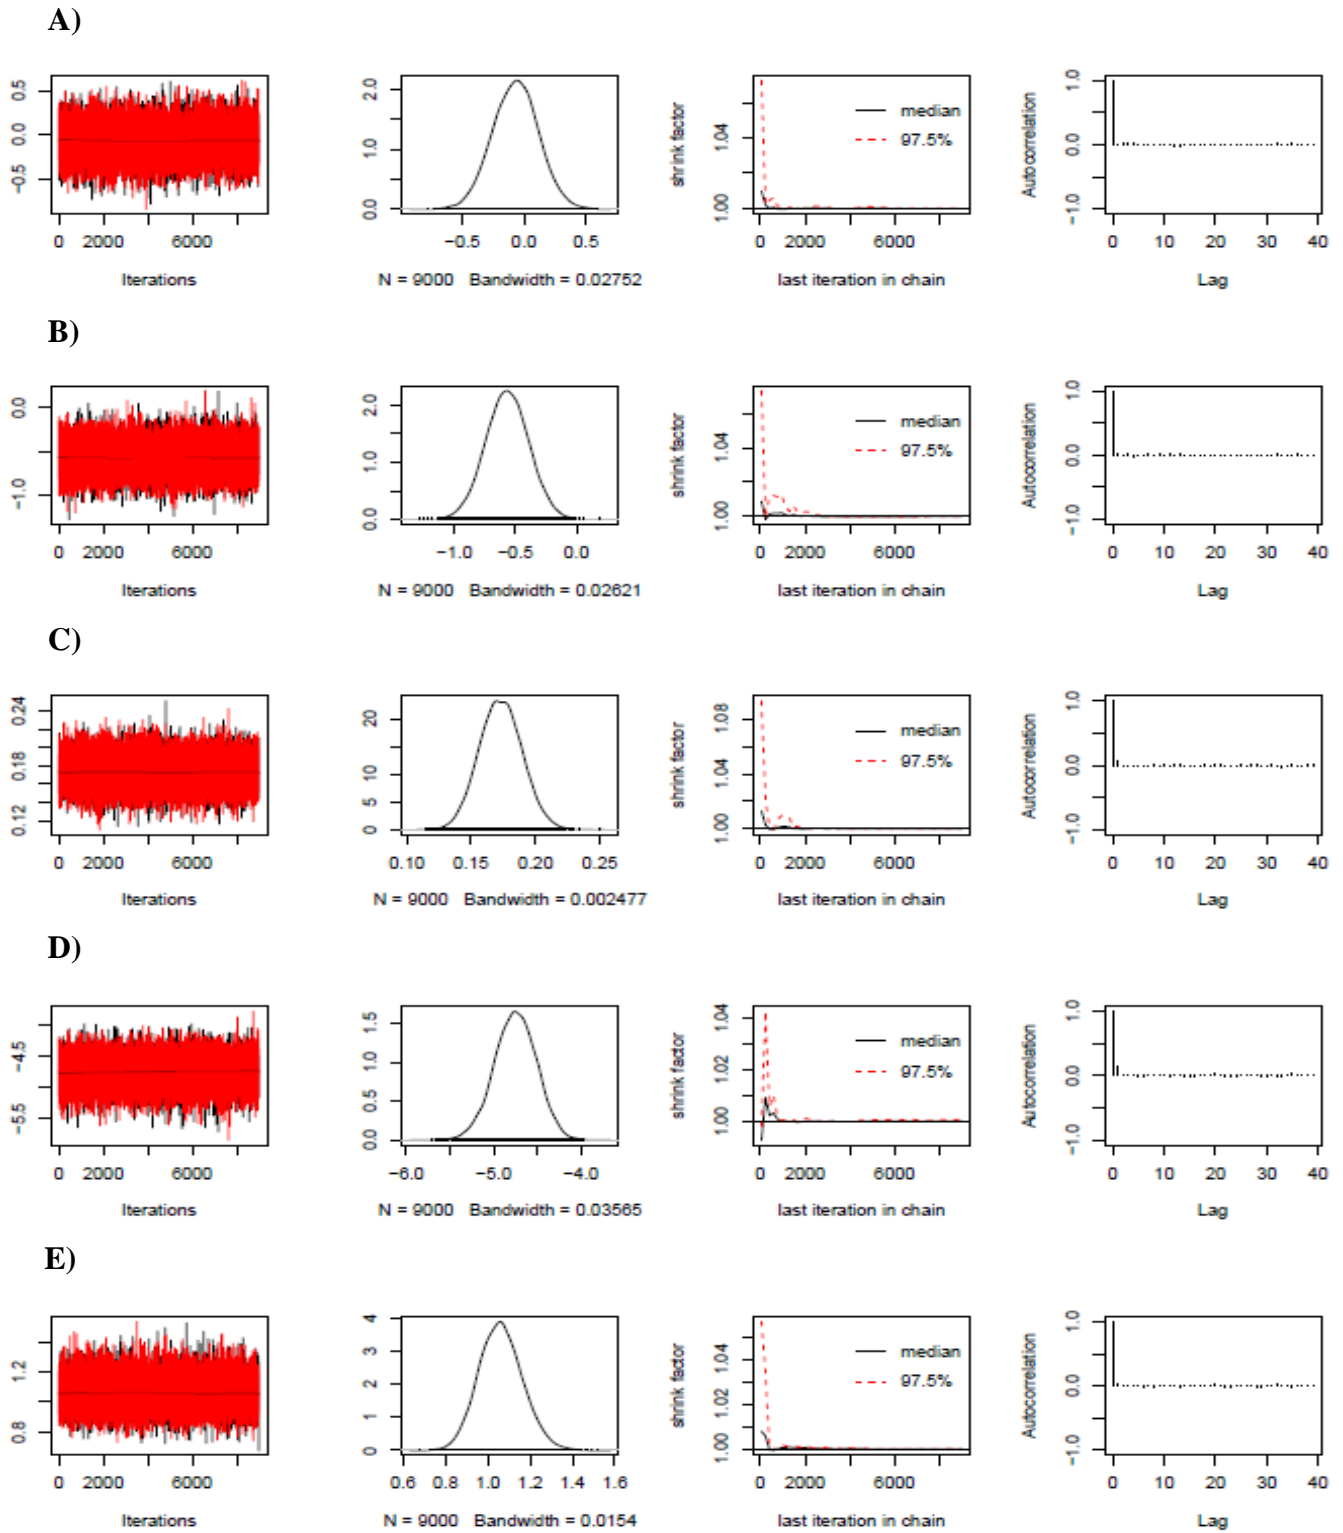 A)
0.5
0.0
−0.5
0 2000 6000
Iterations
2.0
1.0
0.0
−0.5 0.0 0.5
N = 9000 Bandwidth = 0.02752
shrink factor
1.04
1.00
median
97.5%
0 2000 6000
last iteration in chain
Autocorrelation
1.0
0.0
−1.0
0 10 20 30 40
Lag
B)
0.0
−1.0
0 2000 6000
Iterations
2.0
1.0
0.0
−1.0 −0.5 0.0
N = 9000 Bandwidth = 0.02621
shrink factor
1.04
1.00
median
97.5%
0 2000 6000
last iteration in chain
Autocorrelation
1.0
0.0
−1.0
0 10 20 30 40
Lag
C)
0.24
0.18
0.12
0 2000 6000
Iterations
20
10
5
0
0.10 0.15 0.20 0.25
N = 9000 Bandwidth = 0.002477
shrink factor
1.08
1.04
1.00
median
97.5%
0 2000 6000
last iteration in chain
Autocorrelation
1.0
0.0
−1.0
0 10 20 30 40
Lag
D)
−4.5
−5.5
0 2000 6000
Iterations
1.5
1.0
0.5
0.0
−6.0 −5.0 −4.0
N = 9000 Bandwidth = 0.03565
shrink factor
1.04
1.02
1.00
median
97.5%
0 2000 6000
last iteration in chain
Autocorrelation
1.0
0.0
−1.0
0 10 20 30 40
Lag
E)
1.2
0.8
0 2000 6000
Iterations
4
3
2
1
0
0.6 0.8 1.0 1.2 1.4 1.6
N = 9000 Bandwidth = 0.0154
shrink factor
1.04
1.02
1.00
median
97.5%
0 2000 6000
last iteration in chain
Autocorrelation
1.0
0.0
−1.0
0 10 20 30 40
Lag